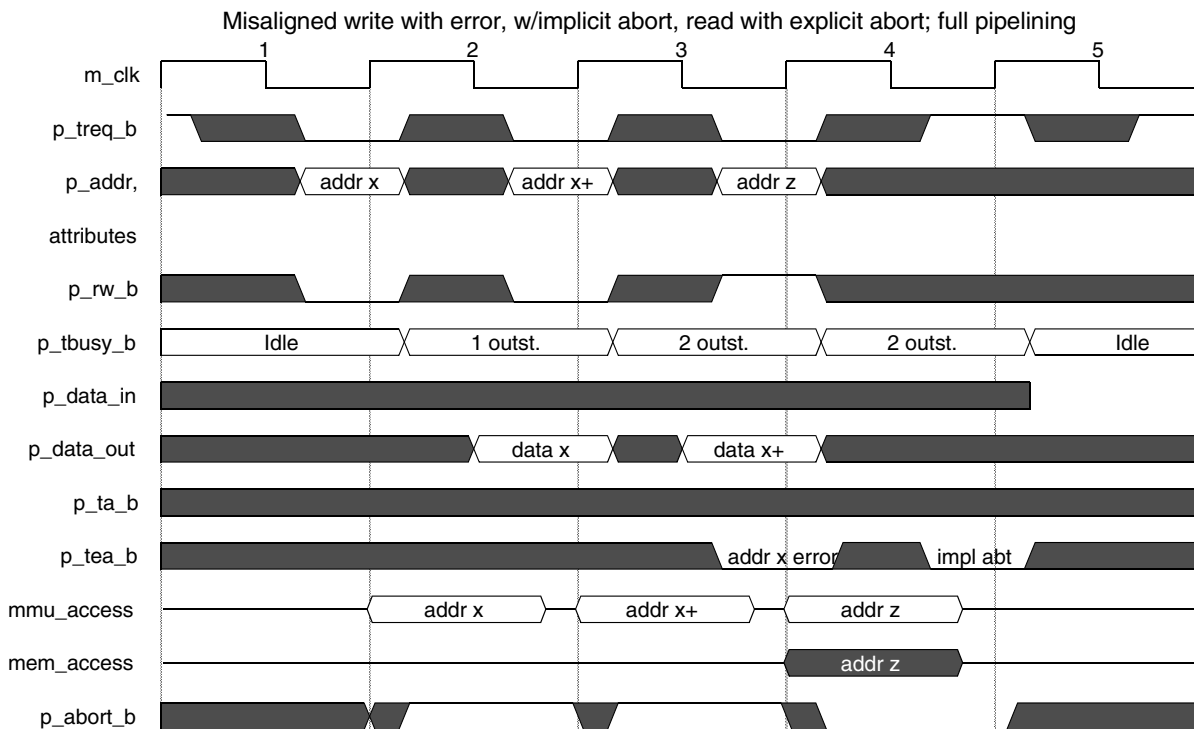 Misaligned write with error, w/implicit abort, read with explicit abort; full pipelining
1 2 3 4 5
m_clk
p_treq_b
p_addr, addr x addr x+ addr z
attributes
p_rw_b
p_tbusy_b Idle 1 outst. 2 outst. 2 outst. Idle
p_data_in
p_data_out data x data x+
p_ta_b
p_tea_b addr x error impl abt
mmu_access addr x addr x+ addr z
mem_access addr z
p_abort_b